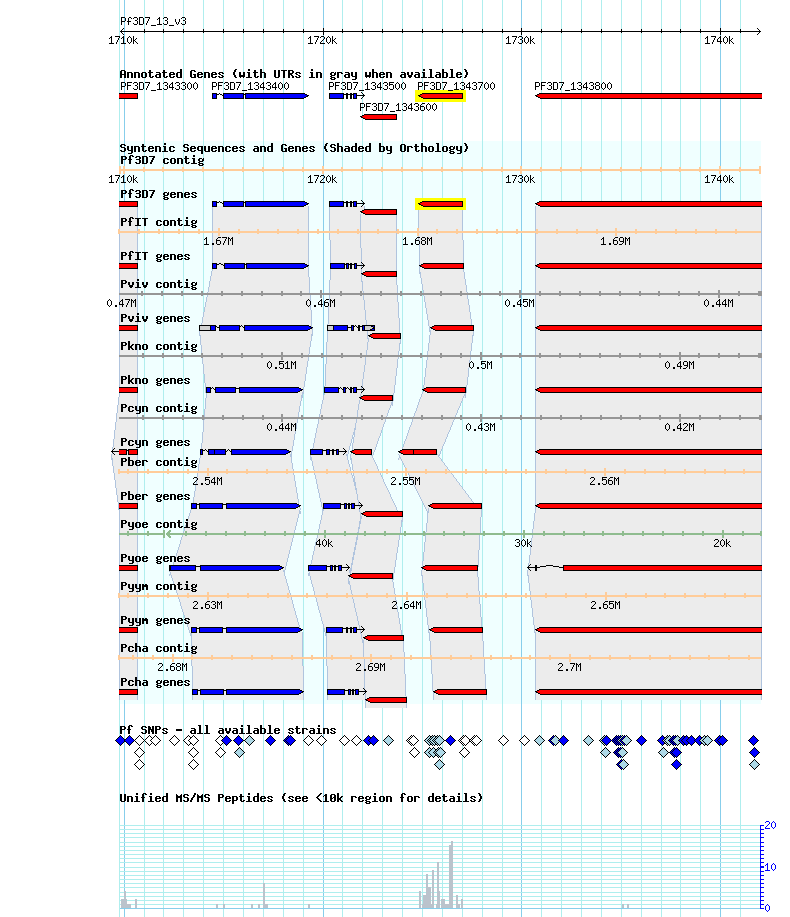 Pf3D7_13_v3
1710k 1720k 1730k 1740k
Annotated Genes (with UTRs in gray when available)
PF3D7_1343300 PF3D7_1343400 PF3D7_1343500 PF3D7_1343700 PF3D7_1343800
PF3D7_1343600
Syntenic Sequences and Genes (Shaded by Orthology)
Pf3D7 contig
1710k 1720k 1730k 1740k
Pf3D7 genes
PfIT contig
1.67M 1.68M 1.69M
PfIT genes
Pviv contig
0.47M 0.46M 0.45M 0.44M
Pviv genes
Pkno contig
0.51M 0.5M 0.49M
Pkno genes
Pcyn contig
0.44M 0.43M 0.42M
Pcyn genes
Pber contig
2.54M 2.55M 2.56M
Pber genes
Pyoe contig
40k 30k 20k
Pyoe genes
Pyym contig
2.63M 2.64M 2.65M
Pyym genes
Pcha contig
2.68M 2.69M 2.7M
Pcha genes
Pf SNPs - all available strains
Unified MS/MS Peptides (see <10k region for details)
20
10
0